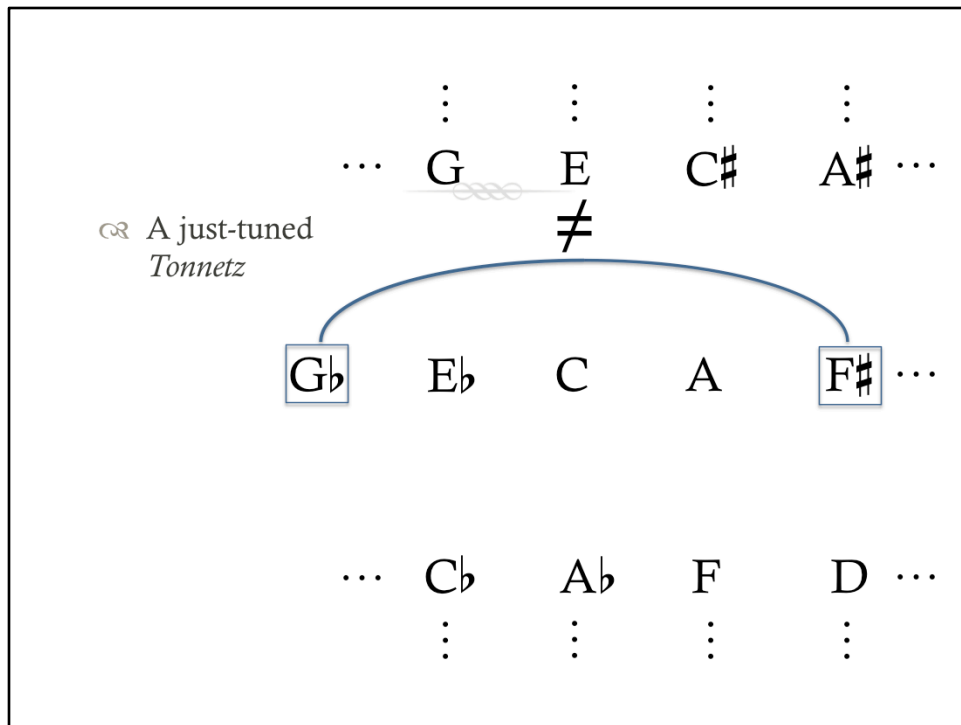 ⋮ ⋮ ⋮ ⋮
… G E C♯ A♯ …
≠
A just-tuned
Tonnetz
G♭ E♭ C A F♯ …
… C♭ A♭ F D …
⋮ ⋮ ⋮ ⋮